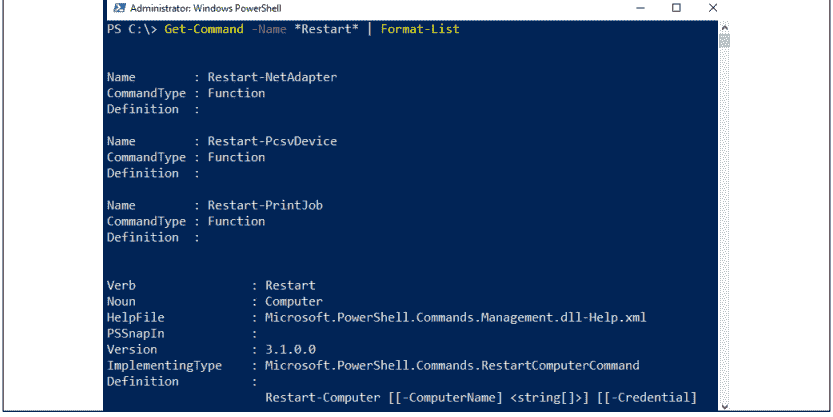 Administrator: Windows PowerShell
PS C:\> Get-Command -Name *Restart* | Format-List
Name : Restart-NetAdapter
CommandType : Function
Definition :
Name : Restart-PcsvDevice
CommandType : Function
Definition :
Name : Restart-PrintJob
CommandType : Function
Definition :
Verb : Restart
Noun : Computer
HelpFile : Microsoft.PowerShell.Commands.Management.dll-Help.xml
PSSnapIn :
Version : 3.1.0.0
ImplementingType : Microsoft.PowerShell.Commands.RestartComputerCommand
Definition :
Restart-Computer [[-ComputerName] <string[]>] [[-Credential]